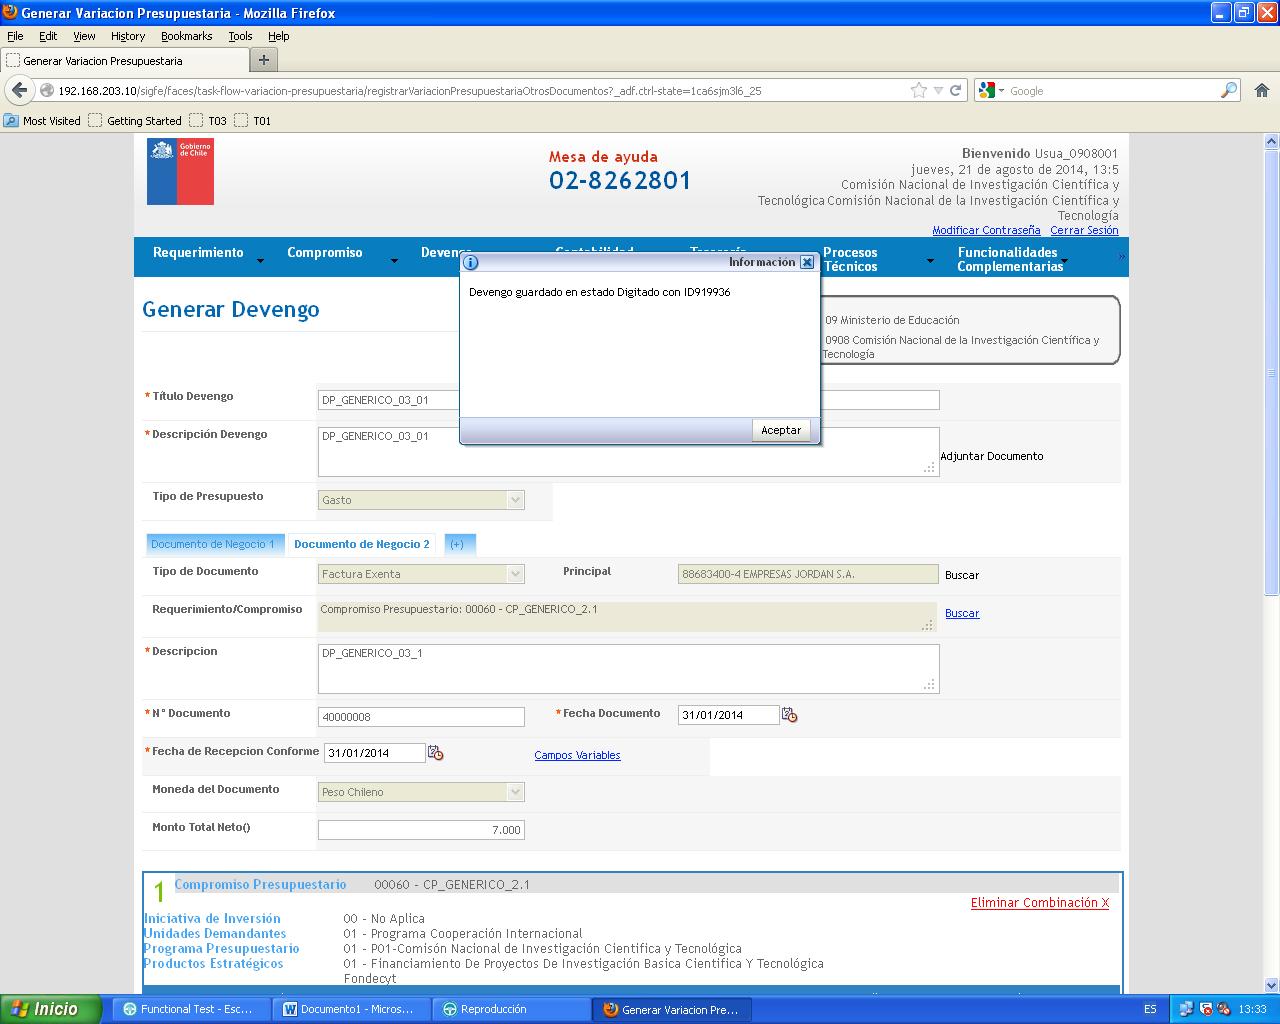 Generar Variacion Presupuestaria - Mozilla Firefox
File Edit View History Bookmarks Tools Help
Generar Variacion Presupuestaria
192.168.203.10/sigfe/faces/task-flow-variacion-presupuestaria/registrarVariacionPresupuestariaOtrosDocumentos?_adf.ctrl-state=1ca6sjm3l6_25
Google
Most Visited Getting Started T03 T01
Gobierno de Chile
Mesa de ayuda
02-8262801
Bienvenido Usua_0908001
jueves, 21 de agosto de 2014, 13:5
Comisión Nacional de Investigación Científica y
Tecnológica Comisión Nacional de la Investigación Científica y
Tecnología
Modificar Contraseña Cerrar Sesión
Requerimiento Compromiso Devengo Contabilidad Tesorería Procesos Técnicos Funcionalidades Complementarias »
Información
Devengo guardado en estado Digitado con ID919936
Aceptar
Generar Devengo
09 Ministerio de Educación
0908 Comisión Nacional de la Investigación Científica y
Tecnología
* Título Devengo DP_GENERICO_03_01
* Descripción Devengo DP_GENERICO_03_01
Adjuntar Documento
Tipo de Presupuesto Gasto
Documento de Negocio 1 Documento de Negocio 2 (+)
Tipo de Documento Factura Exenta Principal 88683400-4 EMPRESAS JORDAN S.A. Buscar
Requerimiento/Compromiso Compromiso Presupuestario: 00060 - CP_GENERICO_2.1 Buscar
* Descripcion DP_GENERICO_03_1
* N° Documento 40000008 * Fecha Documento 31/01/2014
* Fecha de Recepcion Conforme 31/01/2014 Campos Variables
Moneda del Documento Peso Chileno
Monto Total Neto() 7.000
1 Compromiso Presupuestario 00060 - CP_GENERICO_2.1
Eliminar Combinación X
Iniciativa de Inversión 00 - No Aplica
Unidades Demandantes 01 - Programa Cooperación Internacional
Programa Presupuestario 01 - P01-Comisón Nacional de Investigación Cientifica y Tecnológica
Productos Estratégicos 01 - Financiamiento De Proyectos De Investigación Basica Cientifica Y Tecnológica
Fondecyt
Inicio Functional Test - Esc... Documento1 - Micros... Reproducción Generar Variacion Pre... ES 13:33